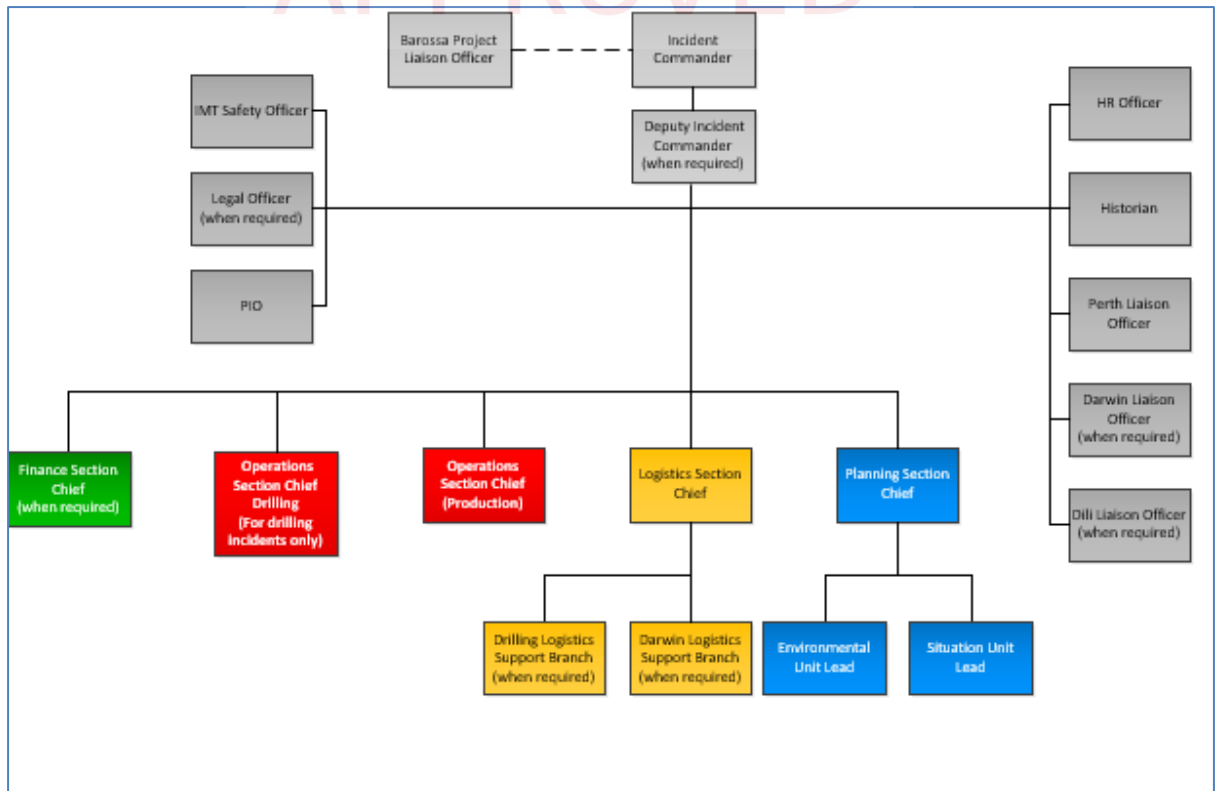 APPROVED
Barossa Project
Liaison Officer
Incident
Commander
Deputy Incident
Commander
(when required)
IMT Safety Officer
Legal Officer
(when required)
PIO
HR Officer
Historian
Perth Liaison
Officer
Darwin Liaison
Officer
(when required)
Dili Liaison Officer
(when required)
Finance Section
Chief
(when required)
Operations
Section Chief
Drilling
(For drilling
incidents only)
Operations
Section Chief
(Production)
Logistics Section
Chief
Planning Section
Chief
Drilling Logistics
Support Branch
(when required)
Darwin Logistics
Support Branch
(when required)
Environmental
Unit Lead
Situation Unit
Lead